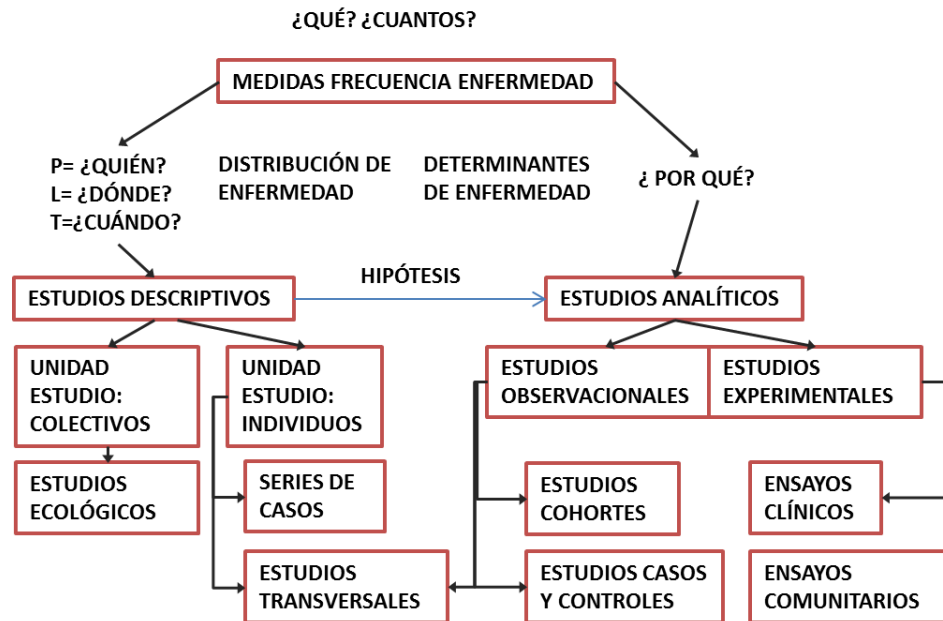 ¿QUÉ? ¿CUANTOS?
MEDIDAS FRECUENCIA ENFERMEDAD
P= ¿QUIÉN?
L= ¿DÓNDE?
T=¿CUÁNDO?
DISTRIBUCIÓN DE
ENFERMEDAD
DETERMINANTES
DE ENFERMEDAD
¿ POR QUÉ?
HIPÓTESIS
ESTUDIOS DESCRIPTIVOS
ESTUDIOS ANALÍTICOS
UNIDAD
ESTUDIO:
COLECTIVOS
UNIDAD
ESTUDIO:
INDIVIDUOS
ESTUDIOS
OBSERVACIONALES
ESTUDIOS
EXPERIMENTALES
ESTUDIOS
ECOLÓGICOS
SERIES DE
CASOS
ESTUDIOS
COHORTES
ENSAYOS
CLÍNICOS
ESTUDIOS
TRANSVERSALES
ESTUDIOS CASOS
Y CONTROLES
ENSAYOS
COMUNITARIOS